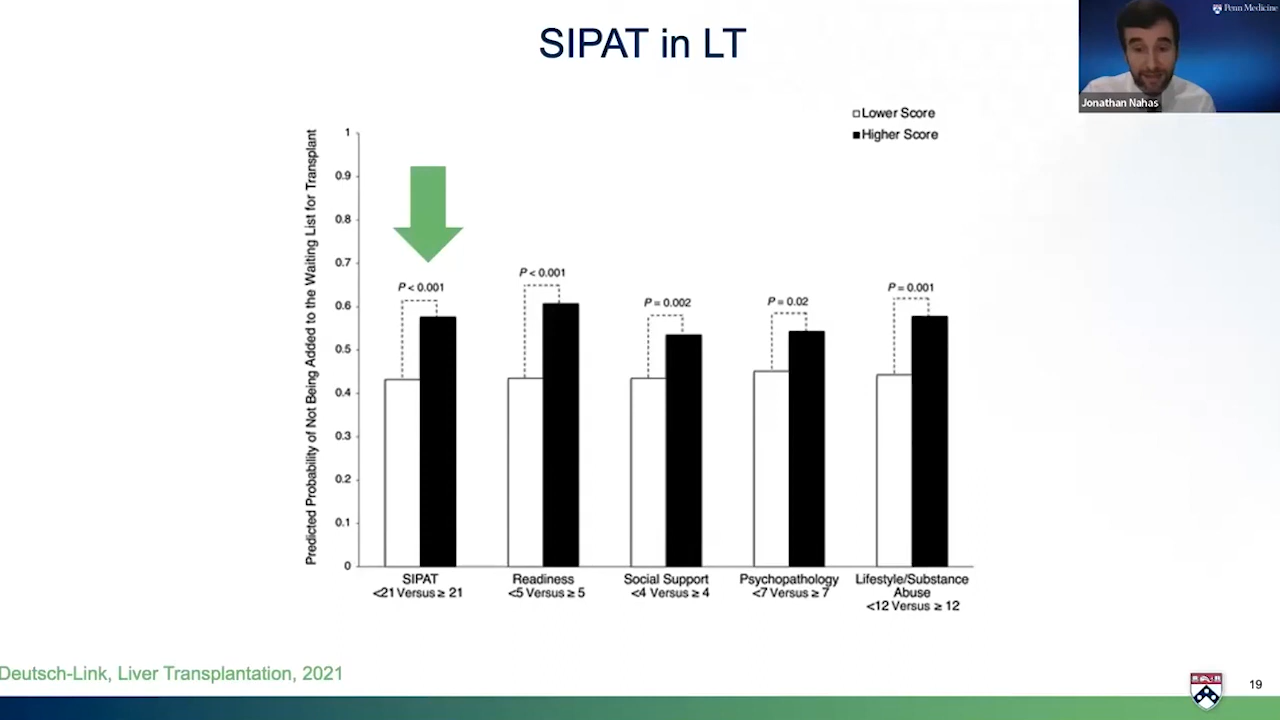 SIPAT in LT
Penn Medicine
Jonathan Nahas
Lower Score
Higher Score
Predicted Probability of Not Being Added to the Waiting List for Transplant
1
0.9
0.8
0.7
0.6
0.5
0.4
0.3
0.2
0.1
0
P < 0.001
P < 0.001
P = 0.002
P = 0.02
P = 0.001
SIPAT
<21 Versus ≥ 21
Readiness
<5 Versus ≥ 5
Social Support
<4 Versus ≥ 4
Psychopathology
<7 Versus ≥ 7
Lifestyle/Substance
Abuse
<12 Versus ≥ 12
Deutsch-Link, Liver Transplantation, 2021
19